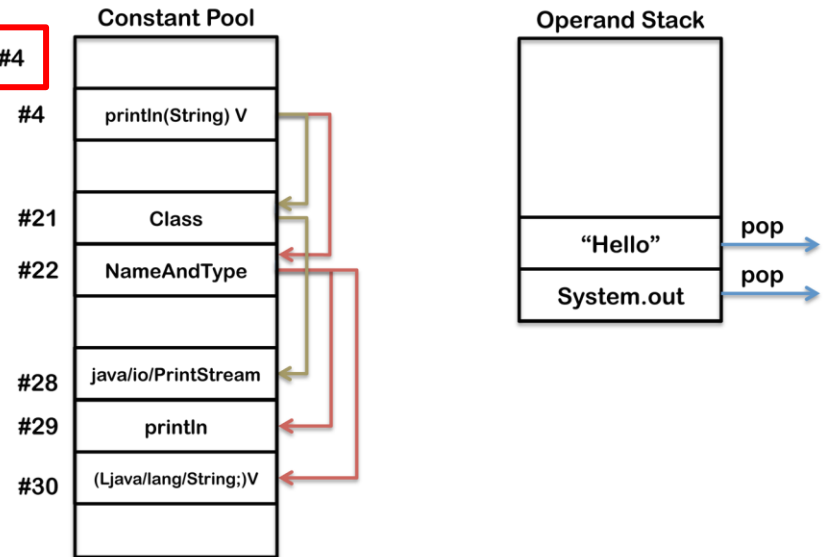 Constant Pool
Operand Stack
#4
#4 println(String) V
#21 Class
#22 NameAndType
#28 java/io/PrintStream
#29 println
#30 (Ljava/lang/String;)V
“Hello” pop
System.out pop